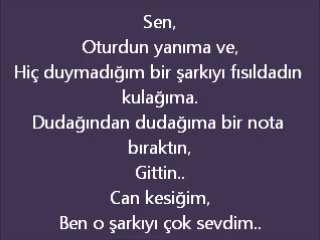 Sen,
Oturdun yanıma ve,
Hiç duymadığım bir şarkıyı fısıldadın
kulağıma.
Dudağından dudağıma bir nota
bıraktın,
Gittin..
Can kesiğim,
Ben o şarkıyı çok sevdim..